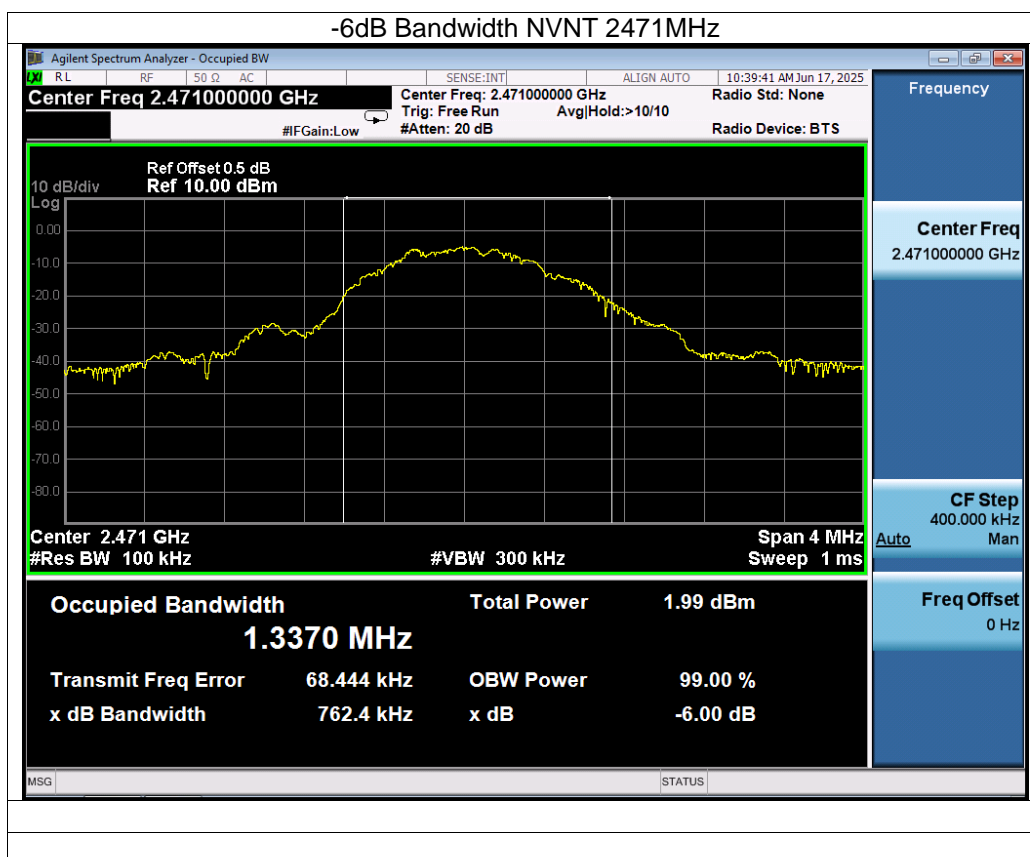 -6dB Bandwidth NVNT 2471MHz
Agilent Spectrum Analyzer - Occupied BW
LXI RL RF 50 Ω AC SENSE:INT ALIGN AUTO 10:39:41 AM Jun 17, 2025
Center Freq 2.471000000 GHz
Center Freq: 2.471000000 GHz Radio Std: None
Trig: Free Run Avg|Hold:>10/10
#IFGain:Low #Atten: 20 dB Radio Device: BTS
Ref Offset 0.5 dB
10 dB/div Ref 10.00 dBm
Log
0.00
-10.0
-20.0
-30.0
-40.0
-50.0
-60.0
-70.0
-80.0
Center 2.471 GHz Span 4 MHz
#Res BW 100 kHz #VBW 300 kHz Sweep 1 ms
Occupied Bandwidth Total Power 1.99 dBm
1.3370 MHz
Transmit Freq Error 68.444 kHz OBW Power 99.00 %
x dB Bandwidth 762.4 kHz x dB -6.00 dB
MSG STATUS
Frequency
Center Freq
2.471000000 GHz
CF Step
400.000 kHz
Auto Man
Freq Offset
0 Hz